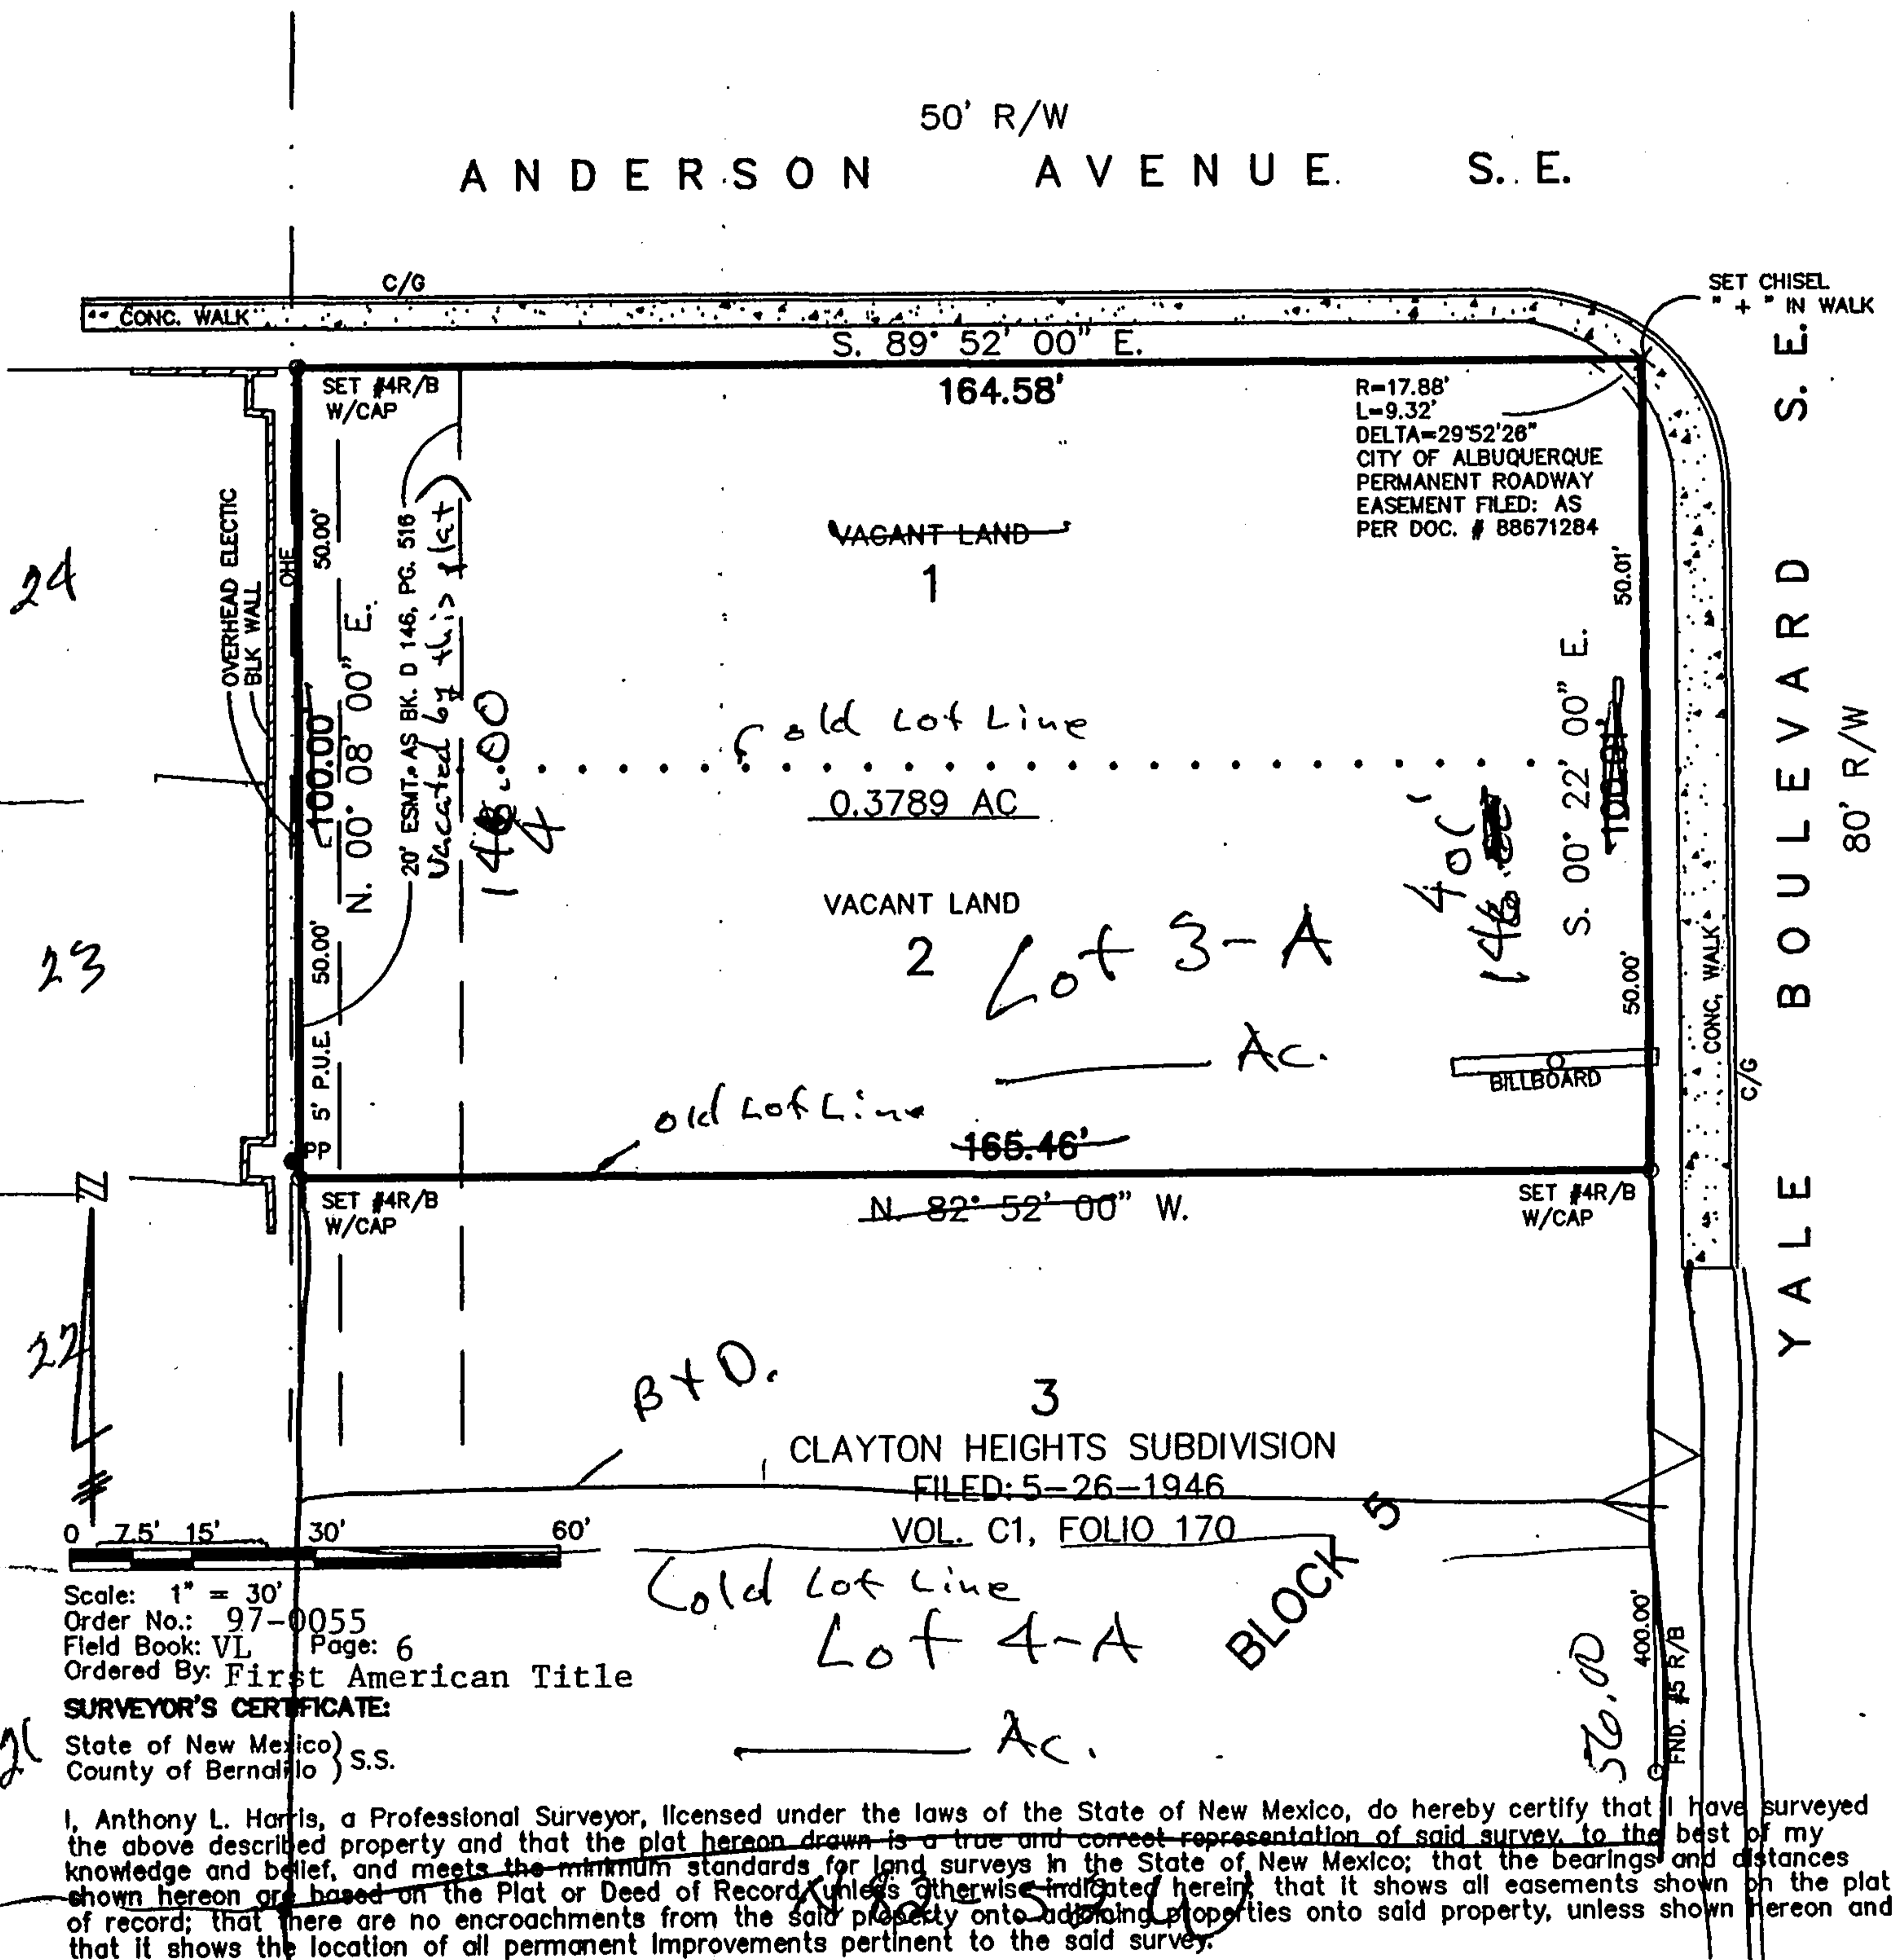 50' R/W
ANDERSON AVENUE. S.E.
C/G
CONC. WALK
SET CHISEL
"+" IN WALK
S. 89° 52' 00" E.
164.58'
SET #4R/B
W/CAP
R=17.88'
L=9.32'
DELTA=29°52'26"
CITY OF ALBUQUERQUE
PERMANENT ROADWAY
EASEMENT FILED: AS
PER DOC. # 88671284
VACANT LAND
1
24
OVERHEAD ELECTIC
BLK WALL
OHE
50.00'
100.00
N. 00° 08' 00" E.
20' ESMT. AS BK. D 146, PG. 516
Vacated by this plat
50.01'
S. 00° 22' 00" E.
YALE BOULEVARD S.E.
80' R/W
old Lot Line
0.3789 AC
VACANT LAND
2
Lot 3-A
Ac.
23
50.00'
5' P.U.E.
PP
50.00'
CONC. WALK
C/G
BILLBOARD
old Lot Line
165.46'
N. 82° 52' 00" W.
SET #4R/B
W/CAP
SET #4R/B
W/CAP
22
B+D.
3
CLAYTON HEIGHTS SUBDIVISION
FILED: 5-26-1946
VOL. C1, FOLIO 170
BLOCK 5
old Lot Line
Lot 4-A
Ac.
400.00'
FND. #5 R/B
0 7.5' 15' 30' 60'
Scale: 1" = 30'
Order No.: 97-0055
Field Book: VL Page: 6
Ordered By: First American Title
SURVEYOR'S CERTIFICATE:
21
State of New Mexico)
County of Bernalillo ) S.S.
I, Anthony L. Harris, a Professional Surveyor, licensed under the laws of the State of New Mexico, do hereby certify that I have surveyed
the above described property and that the plat hereon drawn is a true and correct representation of said survey, to the best of my
knowledge and belief, and meets the minimum standards for land surveys in the State of New Mexico; that the bearings and distances
shown hereon are based on the Plat or Deed of Record unless otherwise indicated herein; that it shows all easements shown on the plat
of record; that there are no encroachments from the said property onto adjoining properties onto said property, unless shown hereon and
that it shows the location of all permanent improvements pertinent to the said survey.